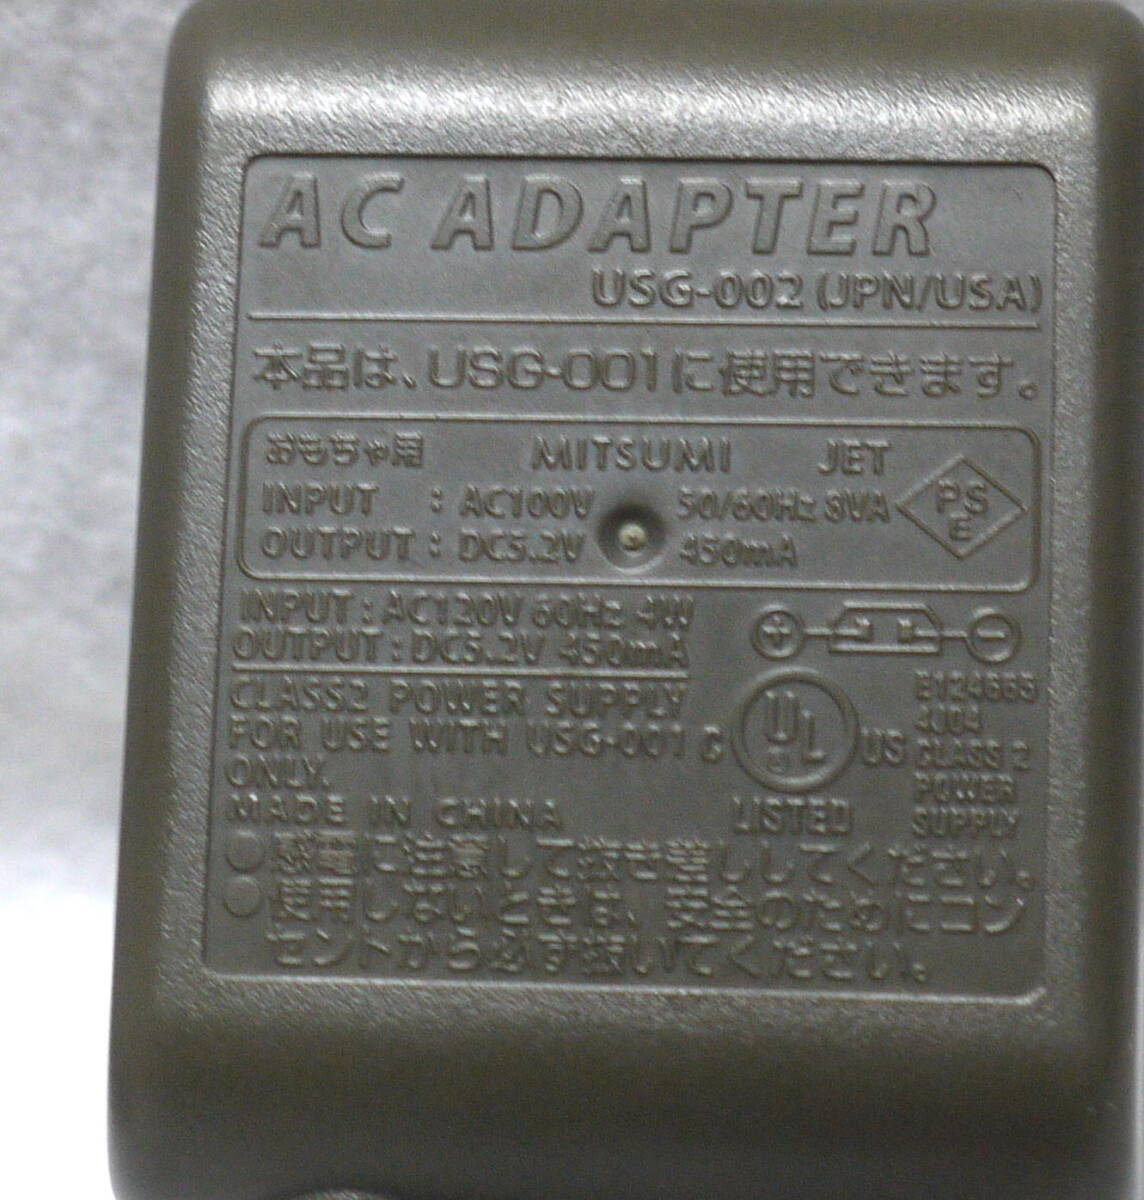 AC ADAPTER
USG-002 (JPN/USA)
本品は、USG-001に使用できます。
おもちゃ用 MITSUMI JET
INPUT : AC100V 50/60Hz 8VA
PSE
OUTPUT : DC5.2V 450mA
INPUT : AC120V 60Hz 4W
OUTPUT : DC5.2V 450mA
CLASS2 POWER SUPPLY
FOR USE WITH USG-001
ONLY.
MADE IN CHINA
C UL US
LISTED
E124665
4J04
CLASS 2
POWER
SUPPLY
●感電に注意して抜き差ししてください。
●使用しないときは、安全のためにコン
セントから必ず抜いてください。